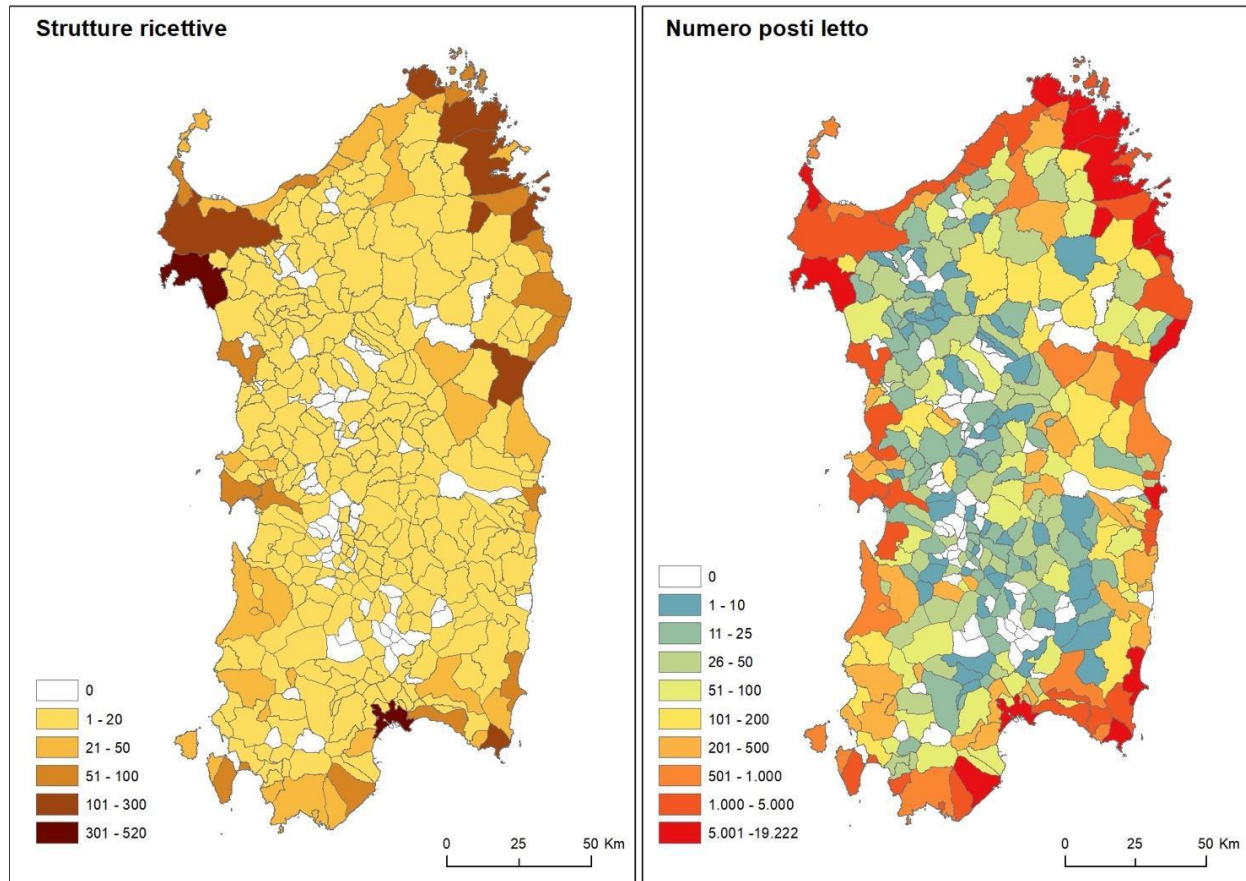 Strutture ricettive
0
1 - 20
21 - 50
51 - 100
101 - 300
301 - 520
0 25 50 Km
Numero posti letto
0
1 - 10
11 - 25
26 - 50
51 - 100
101 - 200
201 - 500
501 - 1.000
1.000 - 5.000
5.001 -19.222
0 25 50 Km